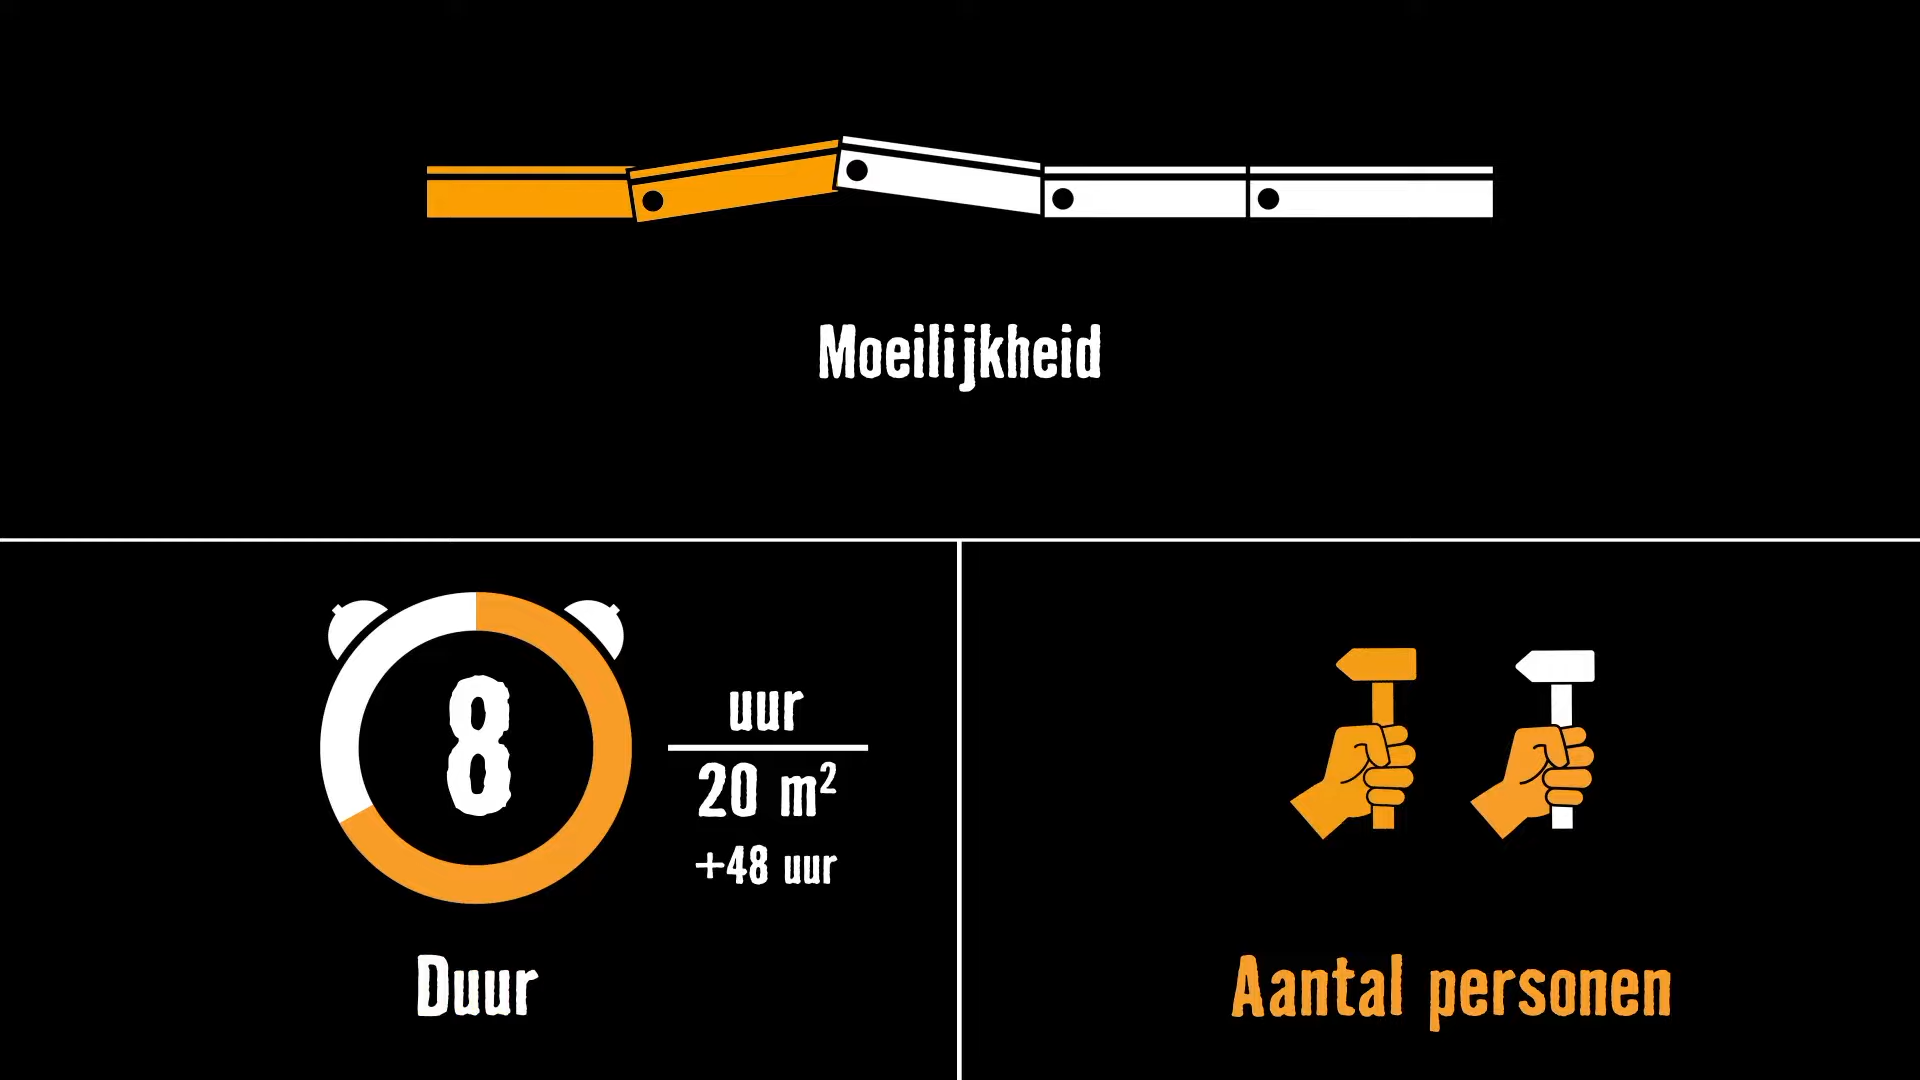 Moeilijkheid
8
uur
20 m²
+48 uur
Duur
Aantal personen